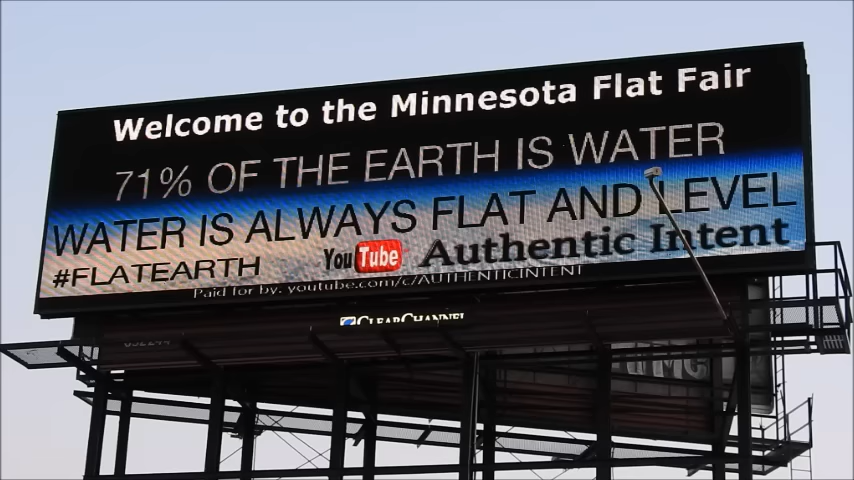 Welcome to the Minnesota Flat Fair
71% OF THE EARTH IS WATER
WATER IS ALWAYS FLAT AND LEVEL
#FLATEARTH YouTube Authentic Intent
Paid for by: youtube.com/c/AUTHENTICINTENT
CLEARCHANNEL